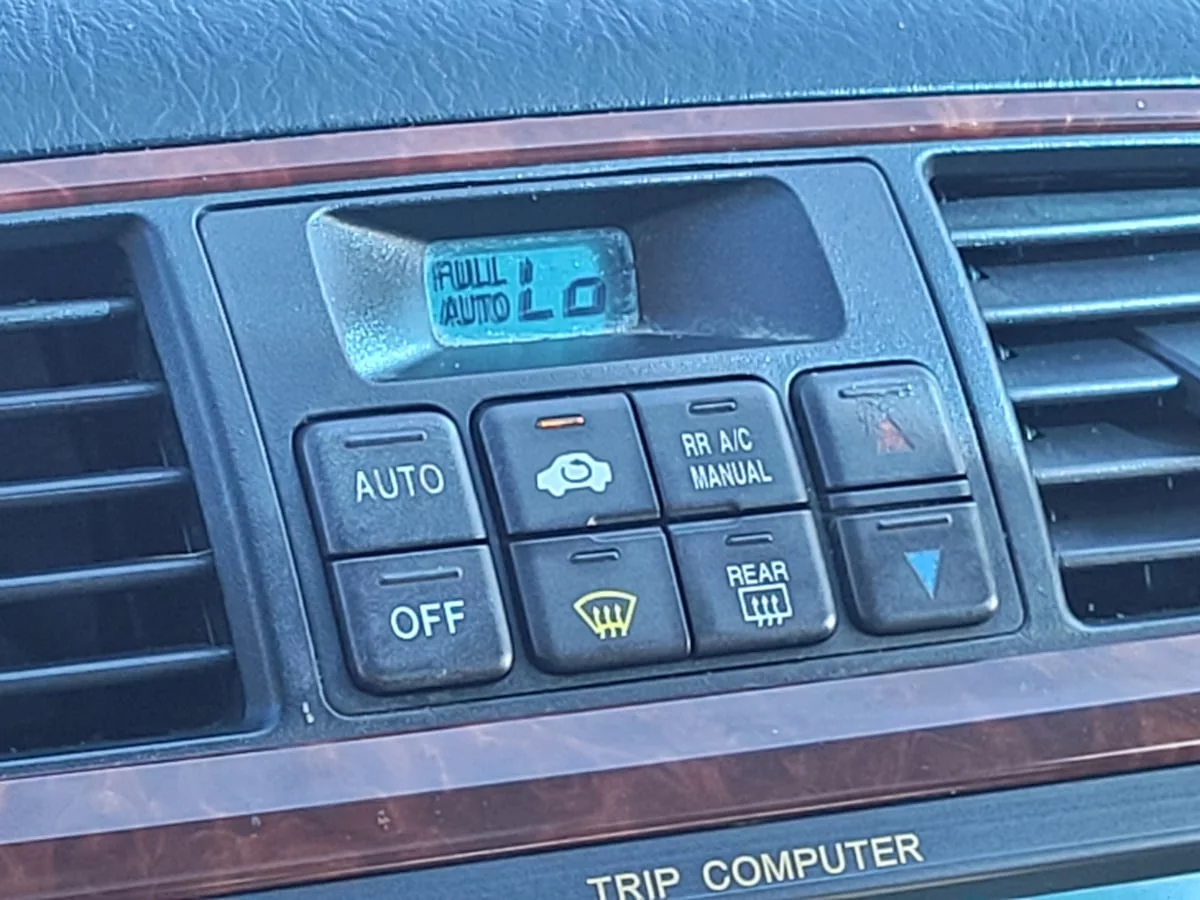 FULL
AUTO Lo
AUTO
RR A/C
MANUAL
OFF
REAR
TRIP COMPUTER